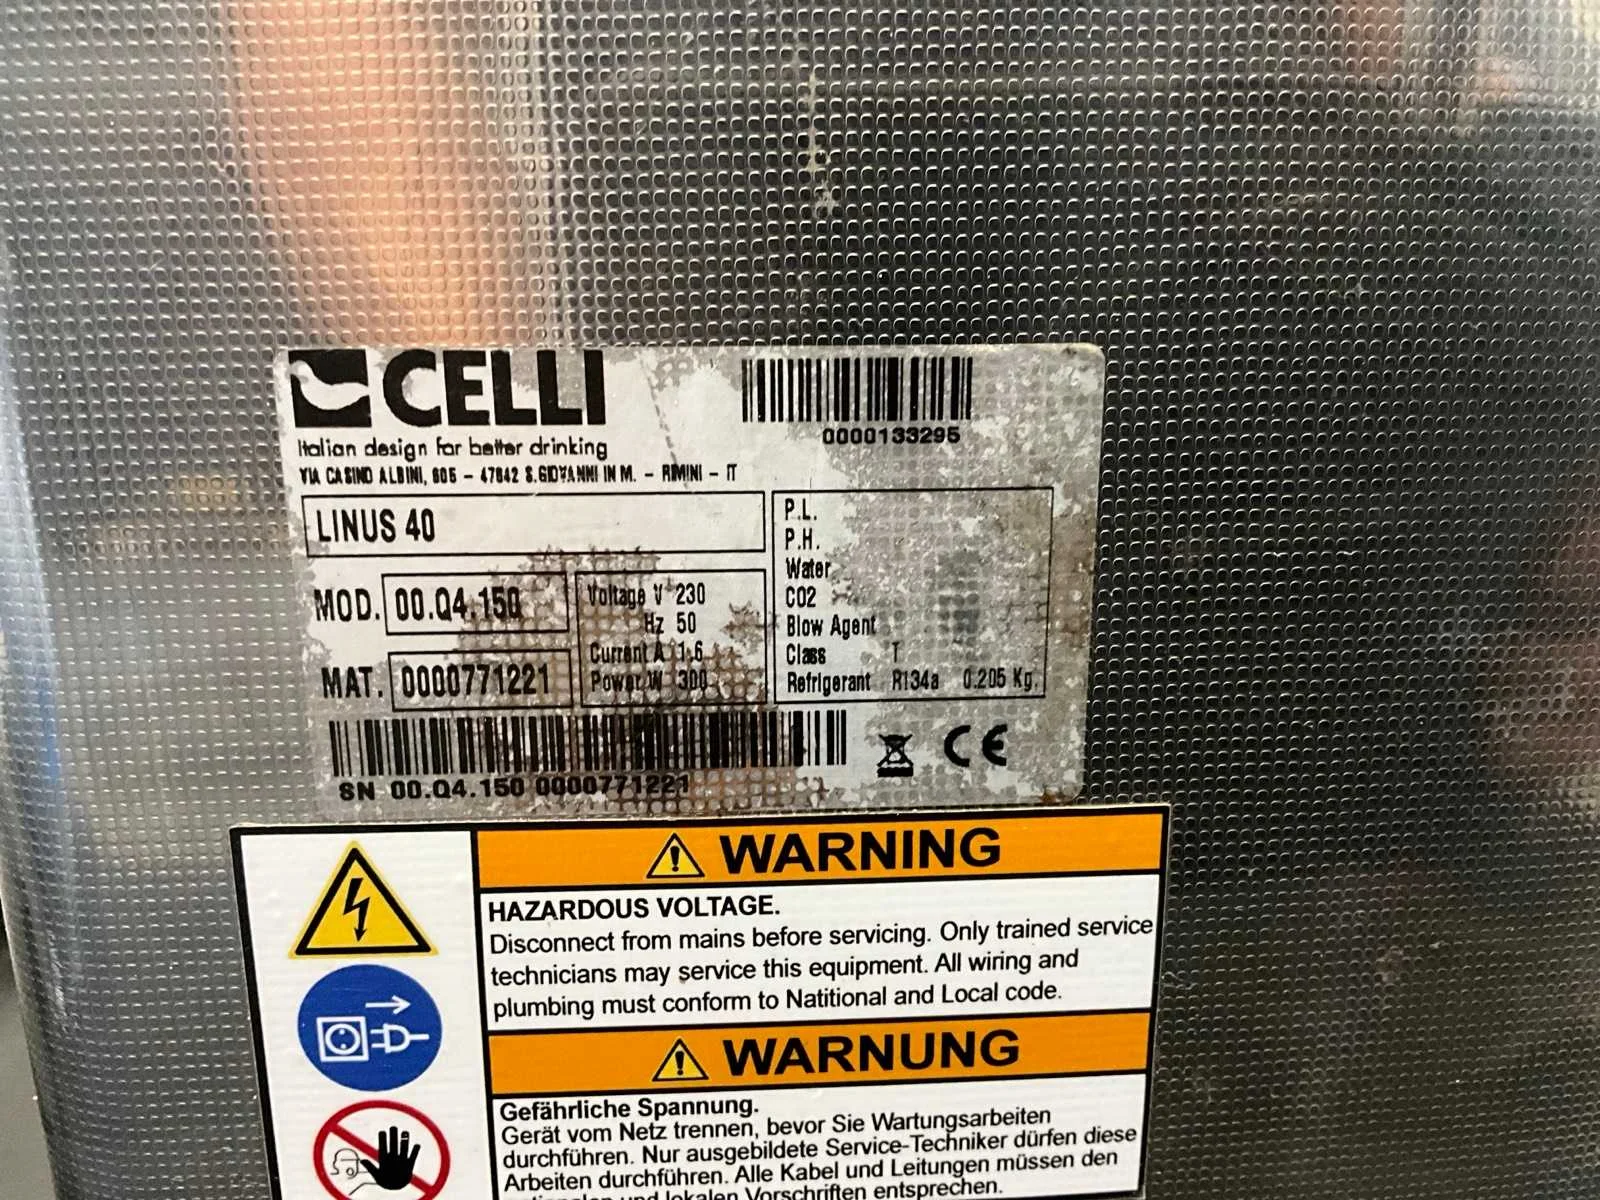 CELLI
Italian design for better drinking
VIA CASINO ALBINI, 605 - 47842 S.GIOVANNI IN M. - RIMINI - IT
0000133295
LINUS 40
MOD. 00.Q4.150
MAT. 0000771221
Voltage V 230
Hz 50
Current A 1.6
Power W 300
P.L.
P.H.
Water
CO2
Blow Agent
Class T
Refrigerant R134a 0.205 Kg.
SN 00.Q4.150 0000771221
CE
WARNING
HAZARDOUS VOLTAGE.
Disconnect from mains before servicing. Only trained service
technicians may service this equipment. All wiring and
plumbing must conform to Natitional and Local code.
WARNUNG
Gefährliche Spannung.
Gerät vom Netz trennen, bevor Sie Wartungsarbeiten
durchführen. Nur ausgebildete Service-Techniker dürfen diese
Arbeiten durchführen. Alle Kabel und Leitungen müssen den
und lokalen Vorschriften entsprechen.